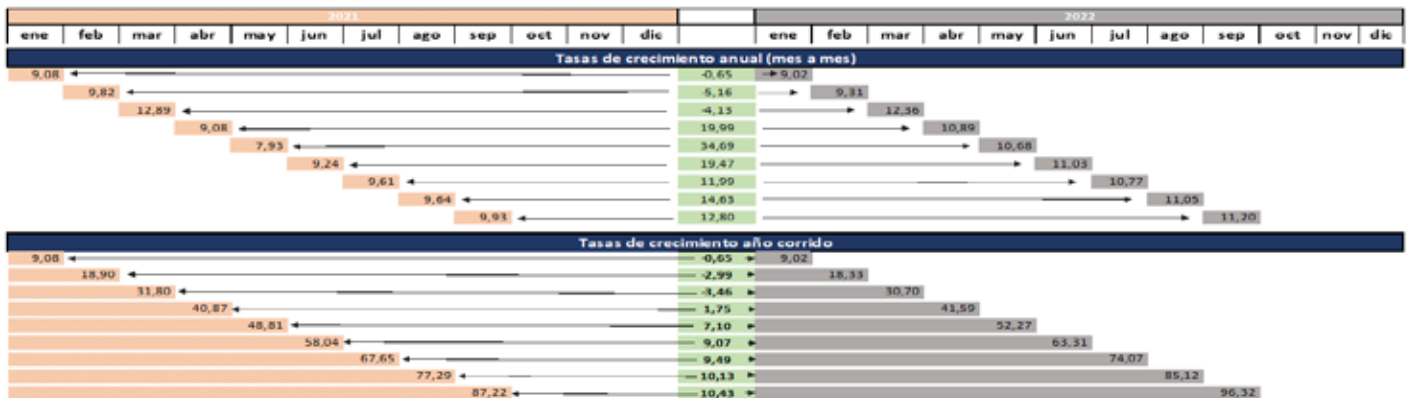 2021 2022
ene feb mar abr may jun jul ago sep oct nov dic ene feb mar abr may jun jul ago sep oct nov dic
Tasas de crecimiento anual (mes a mes)
9,08 -0,65 9,02
9,82 -5,16 9,31
12,89 -4,13 12,36
9,08 19,99 10,89
7,93 34,69 10,68
9,24 19,47 11,03
9,61 11,99 10,77
9,64 14,63 11,05
9,93 12,80 11,20
Tasas de crecimiento año corrido
9,08 -0,65 9,02
18,90 -2,99 18,33
31,80 -3,46 30,70
40,87 1,75 41,59
48,81 7,10 52,27
58,04 9,07 63,31
67,65 9,49 74,07
77,29 10,13 85,12
87,22 10,43 96,32